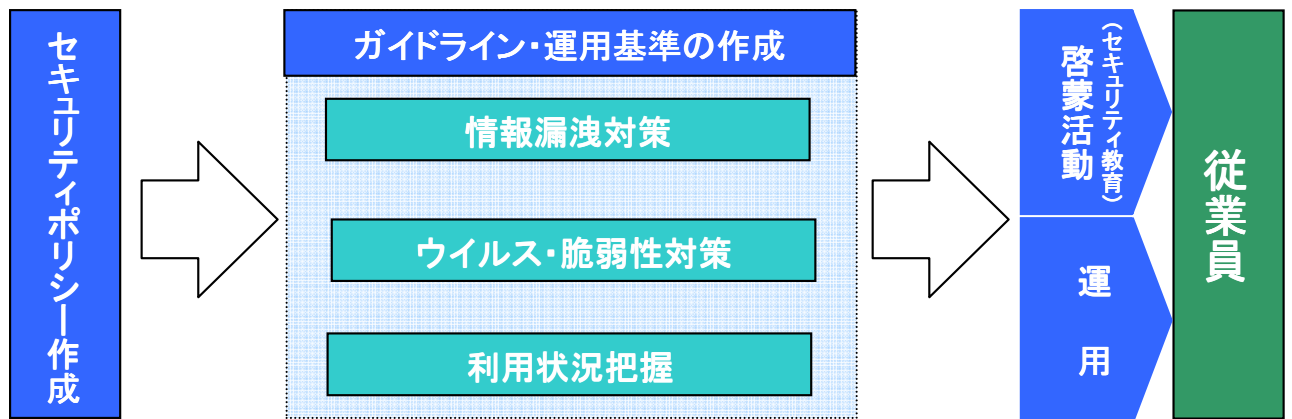 セキュリティポリシー作成
ガイドライン・運用基準の作成
情報漏洩対策
ウイルス・脆弱性対策
利用状況把握
（セキュリティ教育）
啓蒙活動
運用
従業員